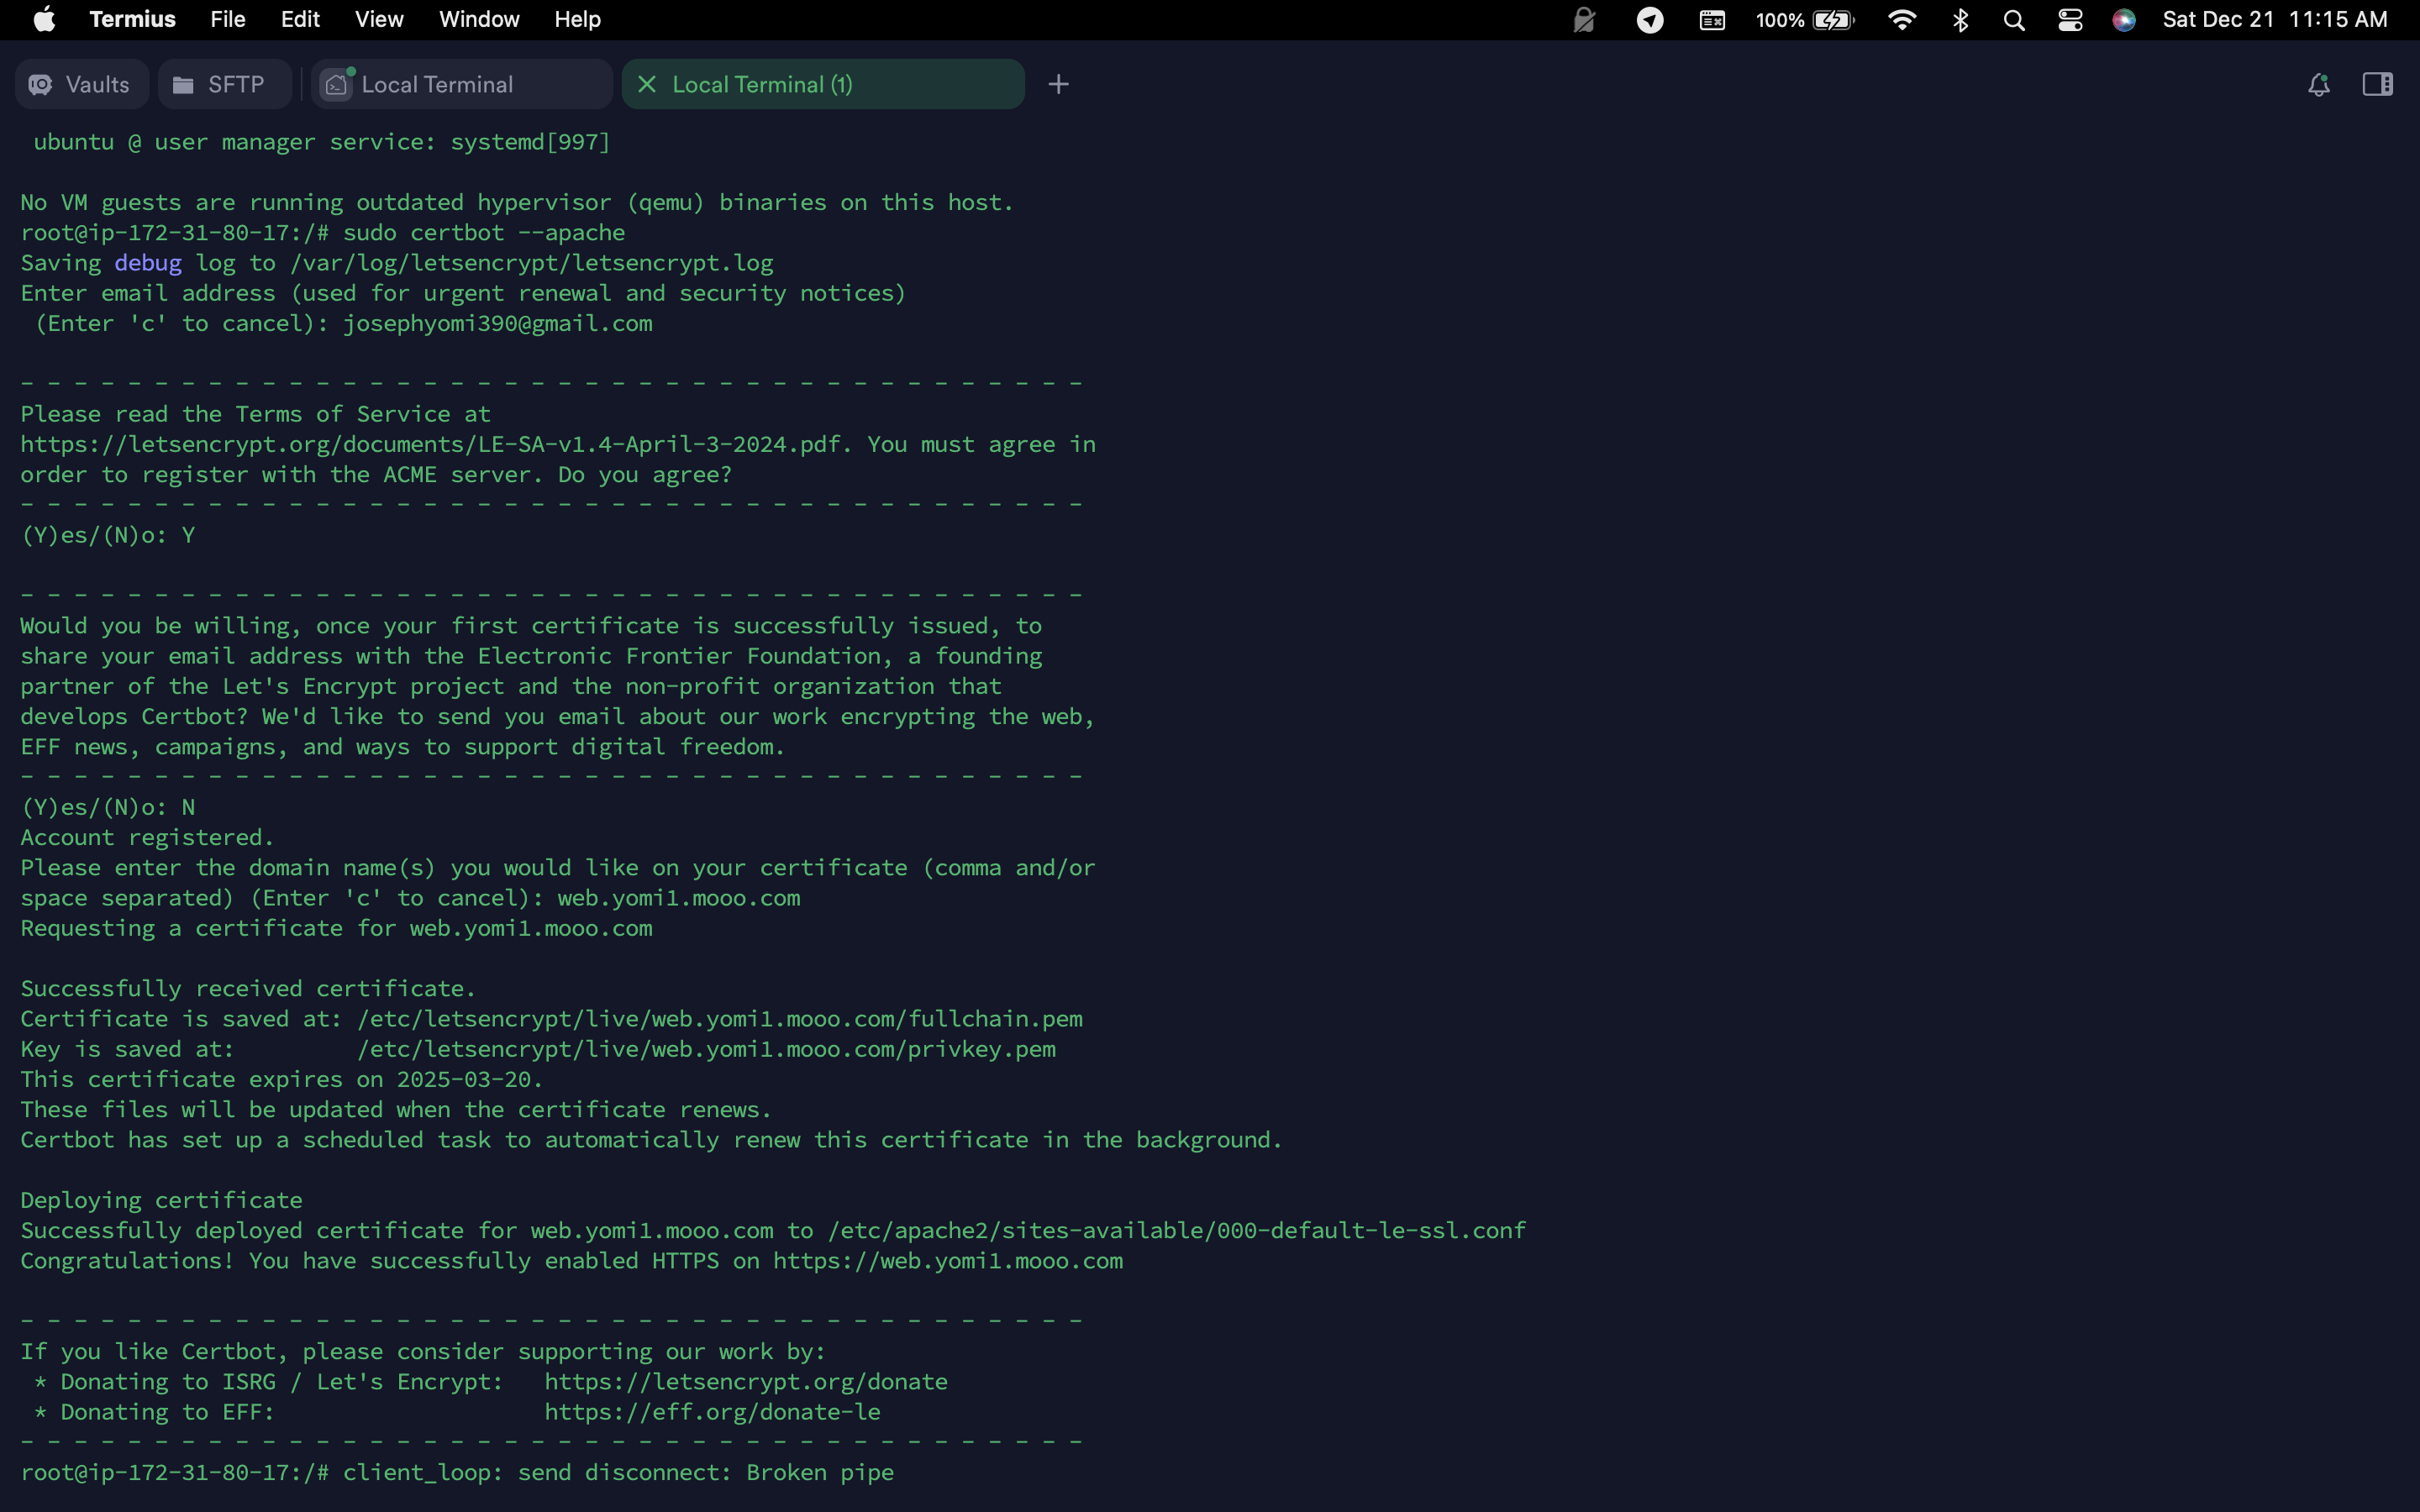 Termius File Edit View Window Help 100% Sat Dec 21 11:15 AM
Vaults SFTP Local Terminal Local Terminal (1)
ubuntu @ user manager service: systemd[997]
No VM guests are running outdated hypervisor (qemu) binaries on this host.
root@ip-172-31-80-17:/# sudo certbot --apache
Saving debug log to /var/log/letsencrypt/letsencrypt.log
Enter email address (used for urgent renewal and security notices)
(Enter 'c' to cancel): josephyomi390@gmail.com
- - - - - - - - - - - - - - - - - - - - - - - - - - - - - - - - - - - - - - - -
Please read the Terms of Service at
https://letsencrypt.org/documents/LE-SA-v1.4-April-3-2024.pdf. You must agree in
order to register with the ACME server. Do you agree?
- - - - - - - - - - - - - - - - - - - - - - - - - - - - - - - - - - - - - - - -
(Y)es/(N)o: Y
- - - - - - - - - - - - - - - - - - - - - - - - - - - - - - - - - - - - - - - -
Would you be willing, once your first certificate is successfully issued, to
share your email address with the Electronic Frontier Foundation, a founding
partner of the Let's Encrypt project and the non-profit organization that
develops Certbot? We'd like to send you email about our work encrypting the web,
EFF news, campaigns, and ways to support digital freedom.
- - - - - - - - - - - - - - - - - - - - - - - - - - - - - - - - - - - - - - - -
(Y)es/(N)o: N
Account registered.
Please enter the domain name(s) you would like on your certificate (comma and/or
space separated) (Enter 'c' to cancel): web.yomi1.mooo.com
Requesting a certificate for web.yomi1.mooo.com
Successfully received certificate.
Certificate is saved at: /etc/letsencrypt/live/web.yomi1.mooo.com/fullchain.pem
Key is saved at: /etc/letsencrypt/live/web.yomi1.mooo.com/privkey.pem
This certificate expires on 2025-03-20.
These files will be updated when the certificate renews.
Certbot has set up a scheduled task to automatically renew this certificate in the background.
Deploying certificate
Successfully deployed certificate for web.yomi1.mooo.com to /etc/apache2/sites-available/000-default-le-ssl.conf
Congratulations! You have successfully enabled HTTPS on https://web.yomi1.mooo.com
- - - - - - - - - - - - - - - - - - - - - - - - - - - - - - - - - - - - - - - -
If you like Certbot, please consider supporting our work by:
* Donating to ISRG / Let's Encrypt: https://letsencrypt.org/donate
* Donating to EFF: https://eff.org/donate-le
- - - - - - - - - - - - - - - - - - - - - - - - - - - - - - - - - - - - - - - -
root@ip-172-31-80-17:/# client_loop: send disconnect: Broken pipe